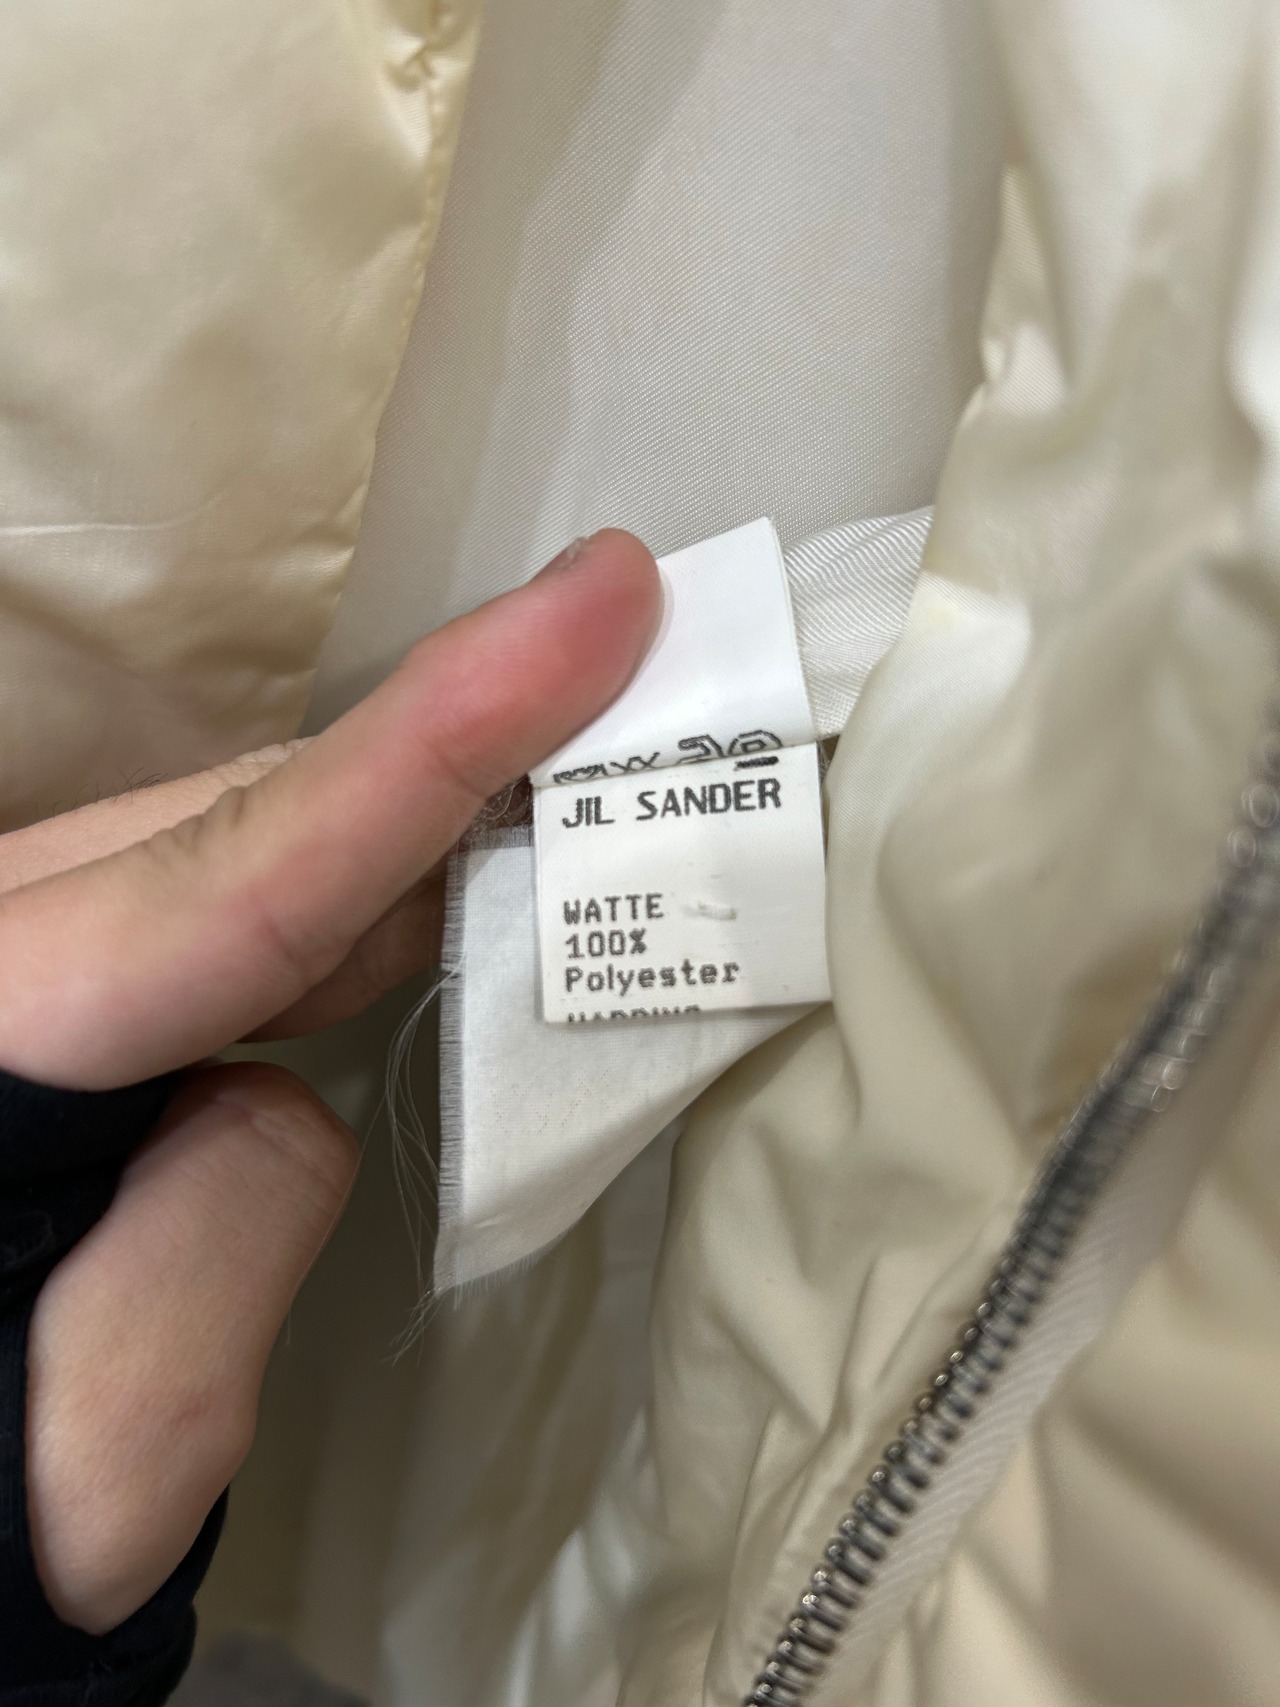 JIL SANDER
WATTE
100%
Polyester